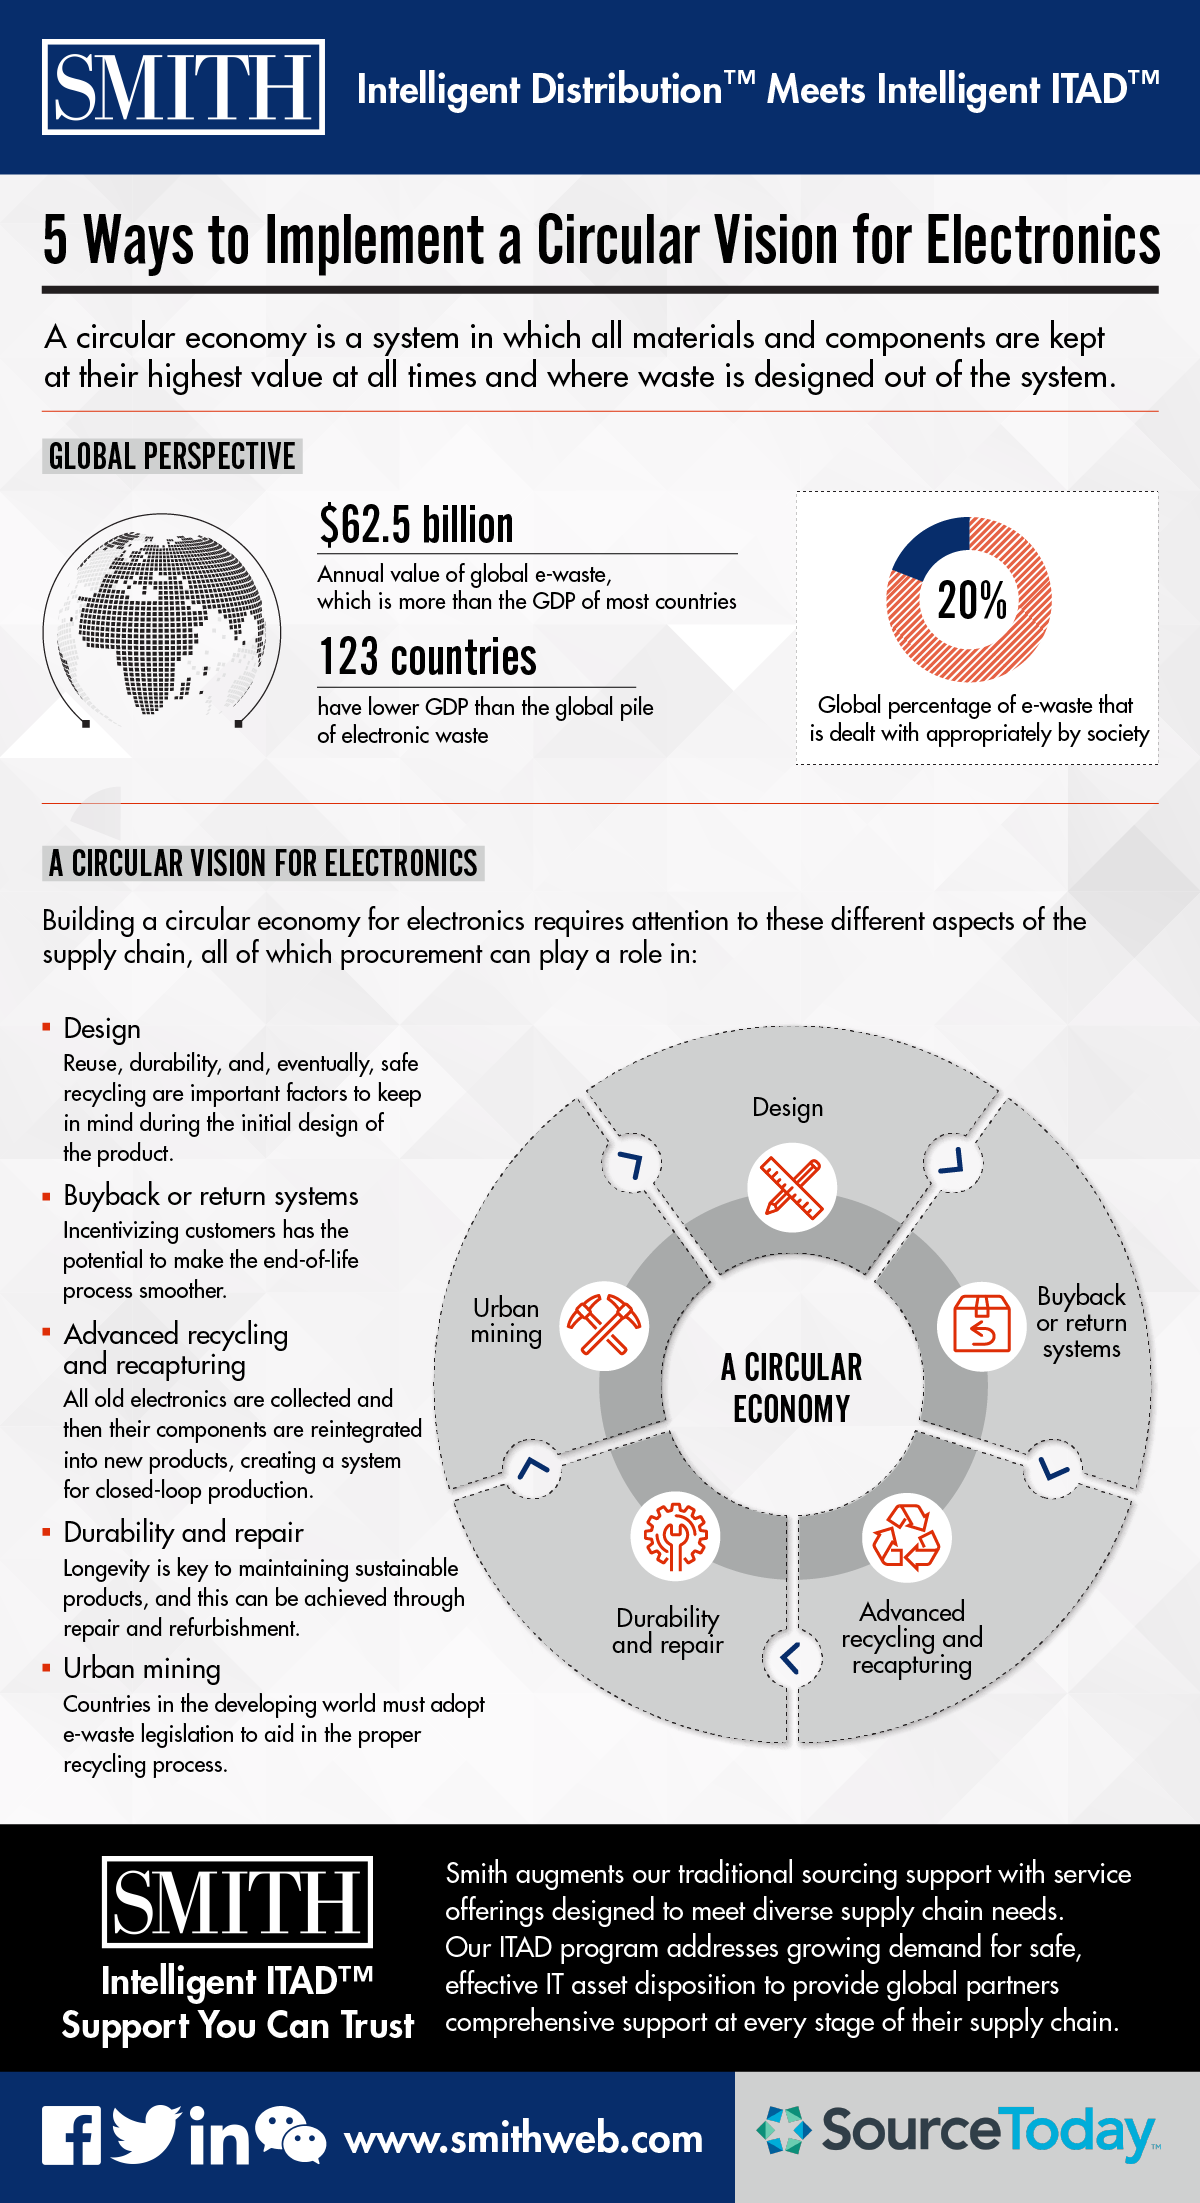 SMITH
Intelligent Distribution™ Meets Intelligent ITAD™
5 Ways to Implement a Circular Vision for Electronics
A circular economy is a system in which all materials and components are kept
at their highest value at all times and where waste is designed out of the system.
GLOBAL PERSPECTIVE
$62.5 billion
Annual value of global e-waste,
which is more than the GDP of most countries
123 countries
have lower GDP than the global pile
of electronic waste
20%
Global percentage of e-waste that
is dealt with appropriately by society
A CIRCULAR VISION FOR ELECTRONICS
Building a circular economy for electronics requires attention to these different aspects of the
supply chain, all of which procurement can play a role in:
Design
Reuse, durability, and, eventually, safe
recycling are important factors to keep
in mind during the initial design of
the product.
Buyback or return systems
Incentivizing customers has the
potential to make the end-of-life
process smoother.
Advanced recycling
and recapturing
All old electronics are collected and
then their components are reintegrated
into new products, creating a system
for closed-loop production.
Durability and repair
Longevity is key to maintaining sustainable
products, and this can be achieved through
repair and refurbishment.
Urban mining
Countries in the developing world must adopt
e-waste legislation to aid in the proper
recycling process.
Design
Buyback
or return
systems
Advanced
recycling and
recapturing
Durability
and repair
Urban
mining
A CIRCULAR
ECONOMY
SMITH
Intelligent ITAD™
Support You Can Trust
Smith augments our traditional sourcing support with service
offerings designed to meet diverse supply chain needs.
Our ITAD program addresses growing demand for safe,
effective IT asset disposition to provide global partners
comprehensive support at every stage of their supply chain.
www.smithweb.com
SourceToday™